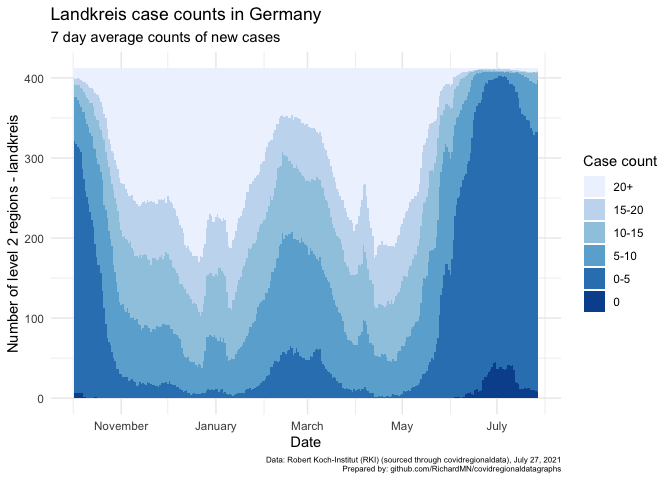 Landkreis case counts in Germany
7 day average counts of new cases
Number of level 2 regions - landkreis
400
300
200
100
0
November
January
March
May
July
Date
Case count
20+
15-20
10-15
5-10
0-5
0
Data: Robert Koch-Institut (RKI) (sourced through covidregionaldata), July 27, 2021
Prepared by: github.com/RichardMN/covidregionaldatagraphs